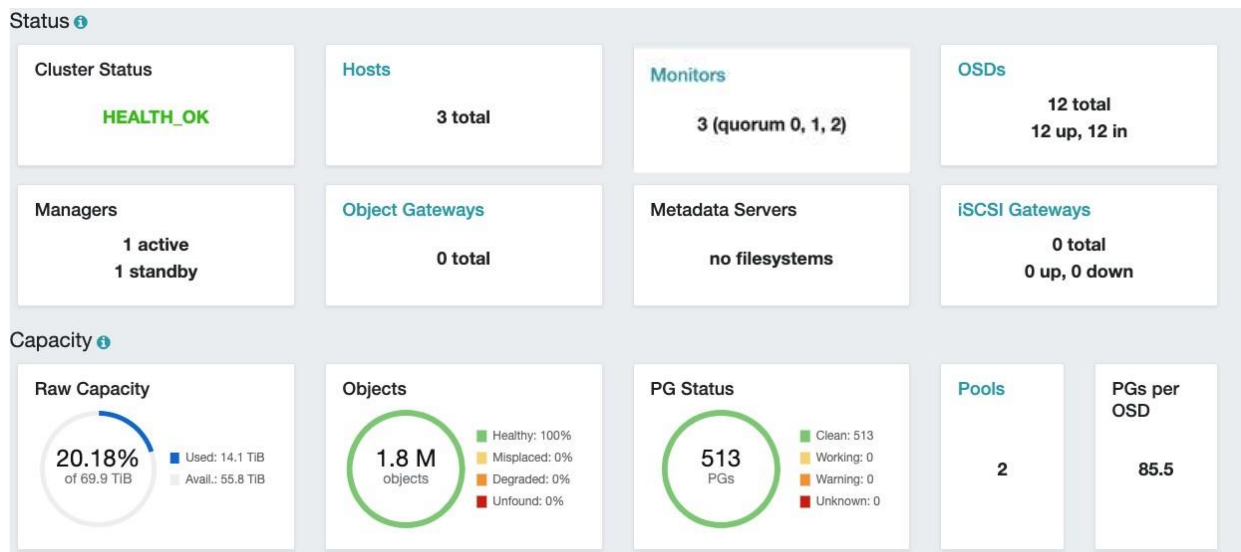 Status
Cluster Status
HEALTH_OK
Hosts
3 total
Monitors
3 (quorum 0, 1, 2)
OSDs
12 total
12 up, 12 in
Managers
1 active
1 standby
Object Gateways
0 total
Metadata Servers
no filesystems
iSCSI Gateways
0 total
0 up, 0 down
Capacity
Raw Capacity
20.18%
of 69.9 TiB
Used: 14.1 TiB
Avail.: 55.8 TiB
Objects
1.8 M
objects
Healthy: 100%
Misplaced: 0%
Degraded: 0%
Unfound: 0%
PG Status
513
PGs
Clean: 513
Working: 0
Warning: 0
Unknown: 0
Pools
2
PGs per
OSD
85.5